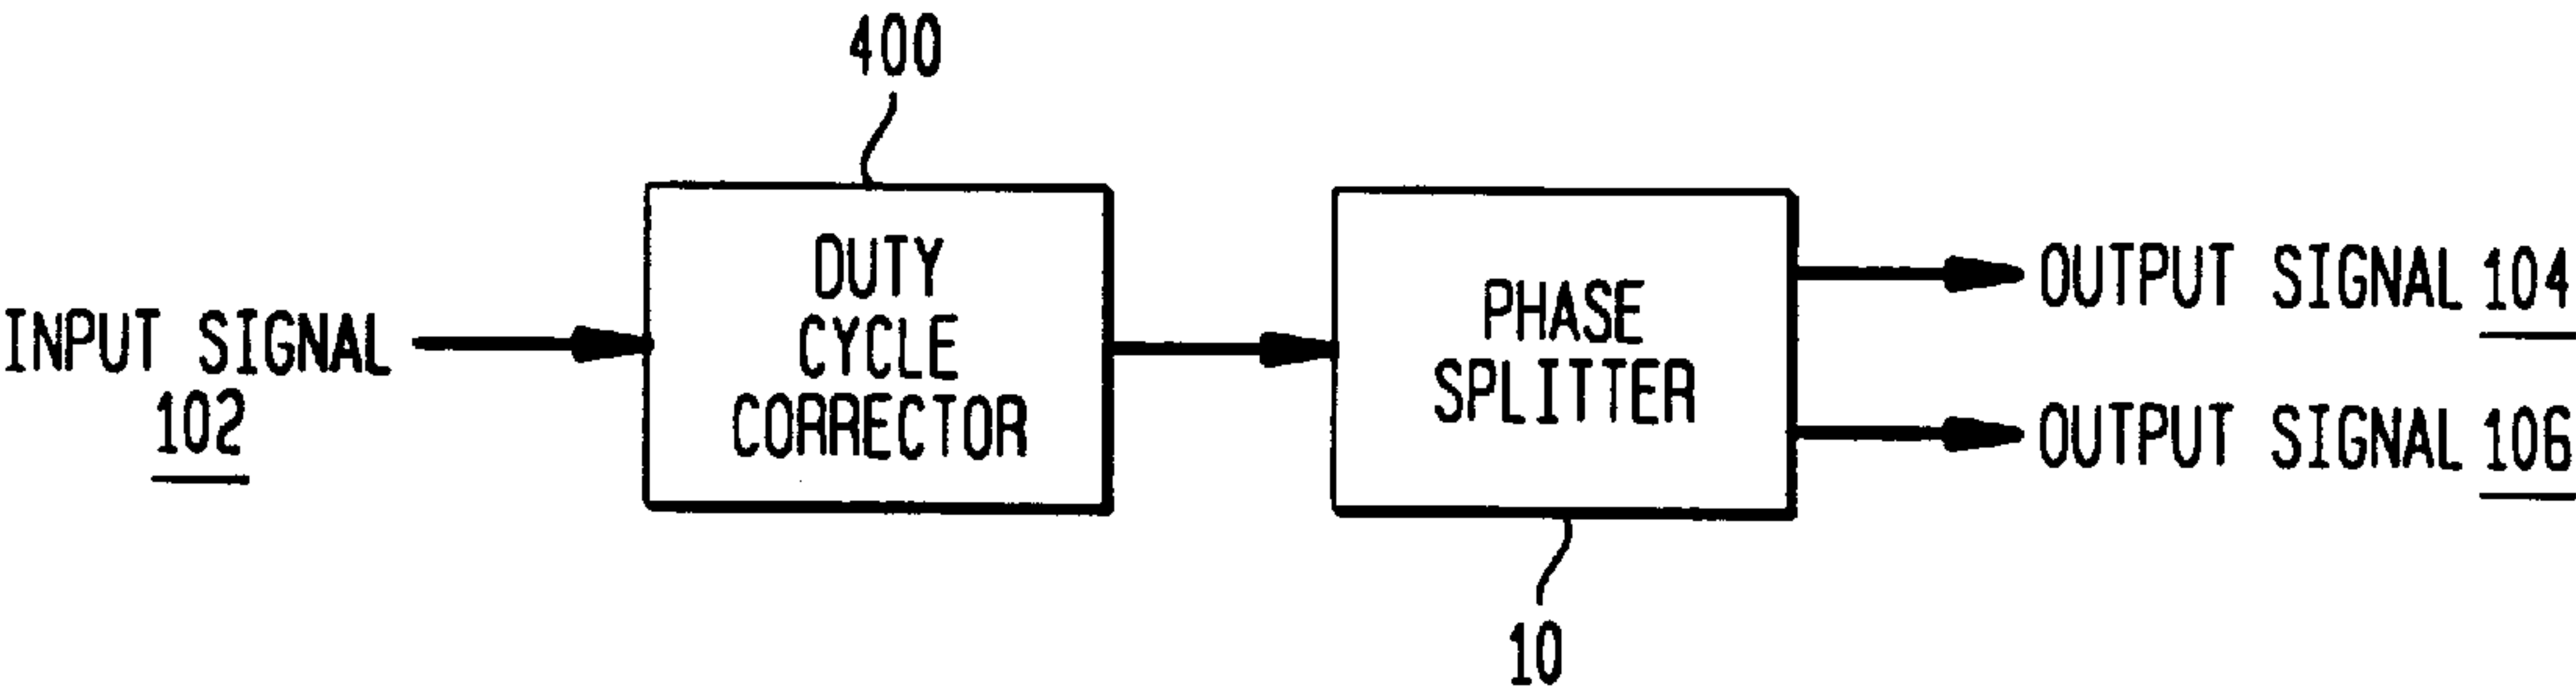 400
DUTY
CYCLE
CORRECTOR
INPUT SIGNAL
102
PHASE
SPLITTER
OUTPUT SIGNAL 104
OUTPUT SIGNAL 106
10